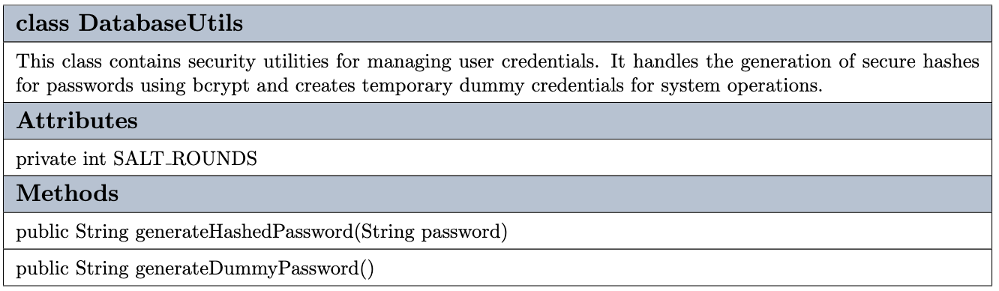 class DatabaseUtils
This class contains security utilities for managing user credentials. It handles the generation of secure hashes
for passwords using bcrypt and creates temporary dummy credentials for system operations.
Attributes
private int SALT_ROUNDS
Methods
public String generateHashedPassword(String password)
public String generateDummyPassword()